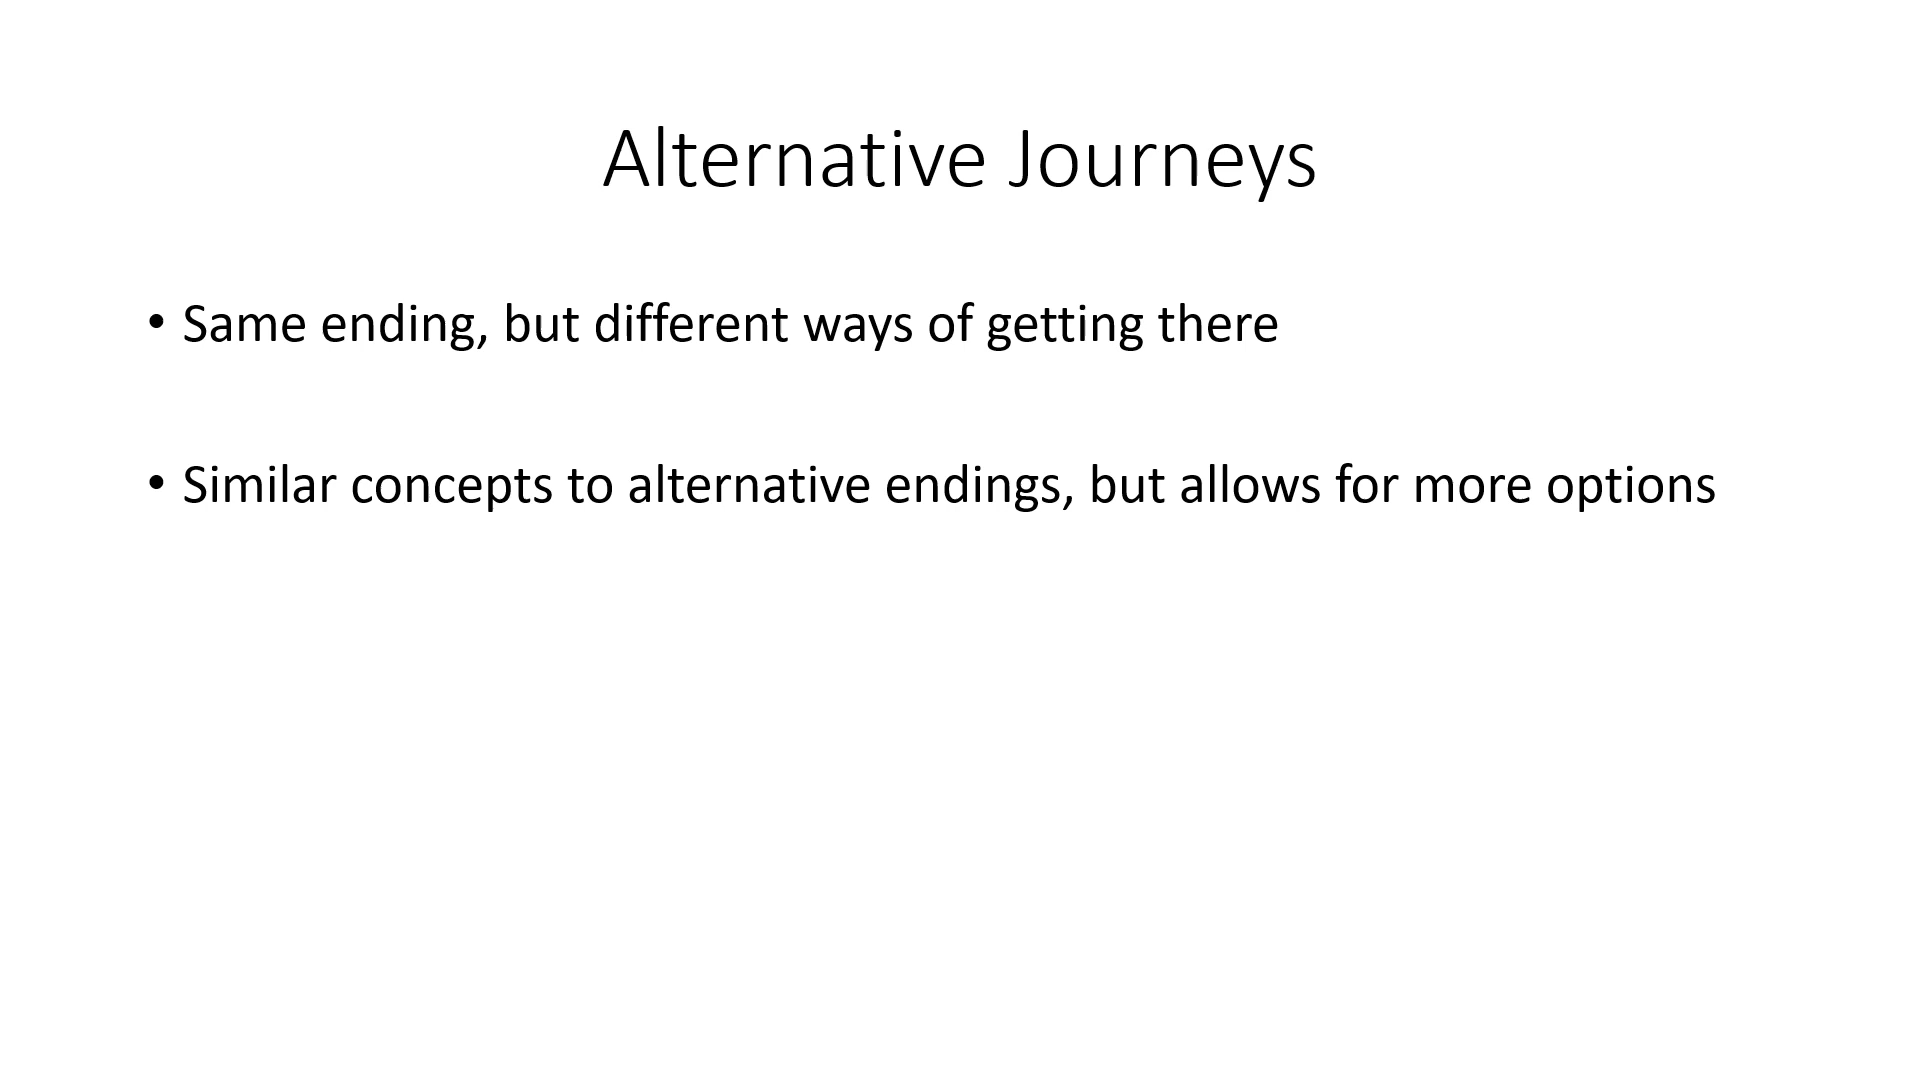 Alternative Journeys
• Same ending, but different ways of getting there
• Similar concepts to alternative endings, but allows for more options